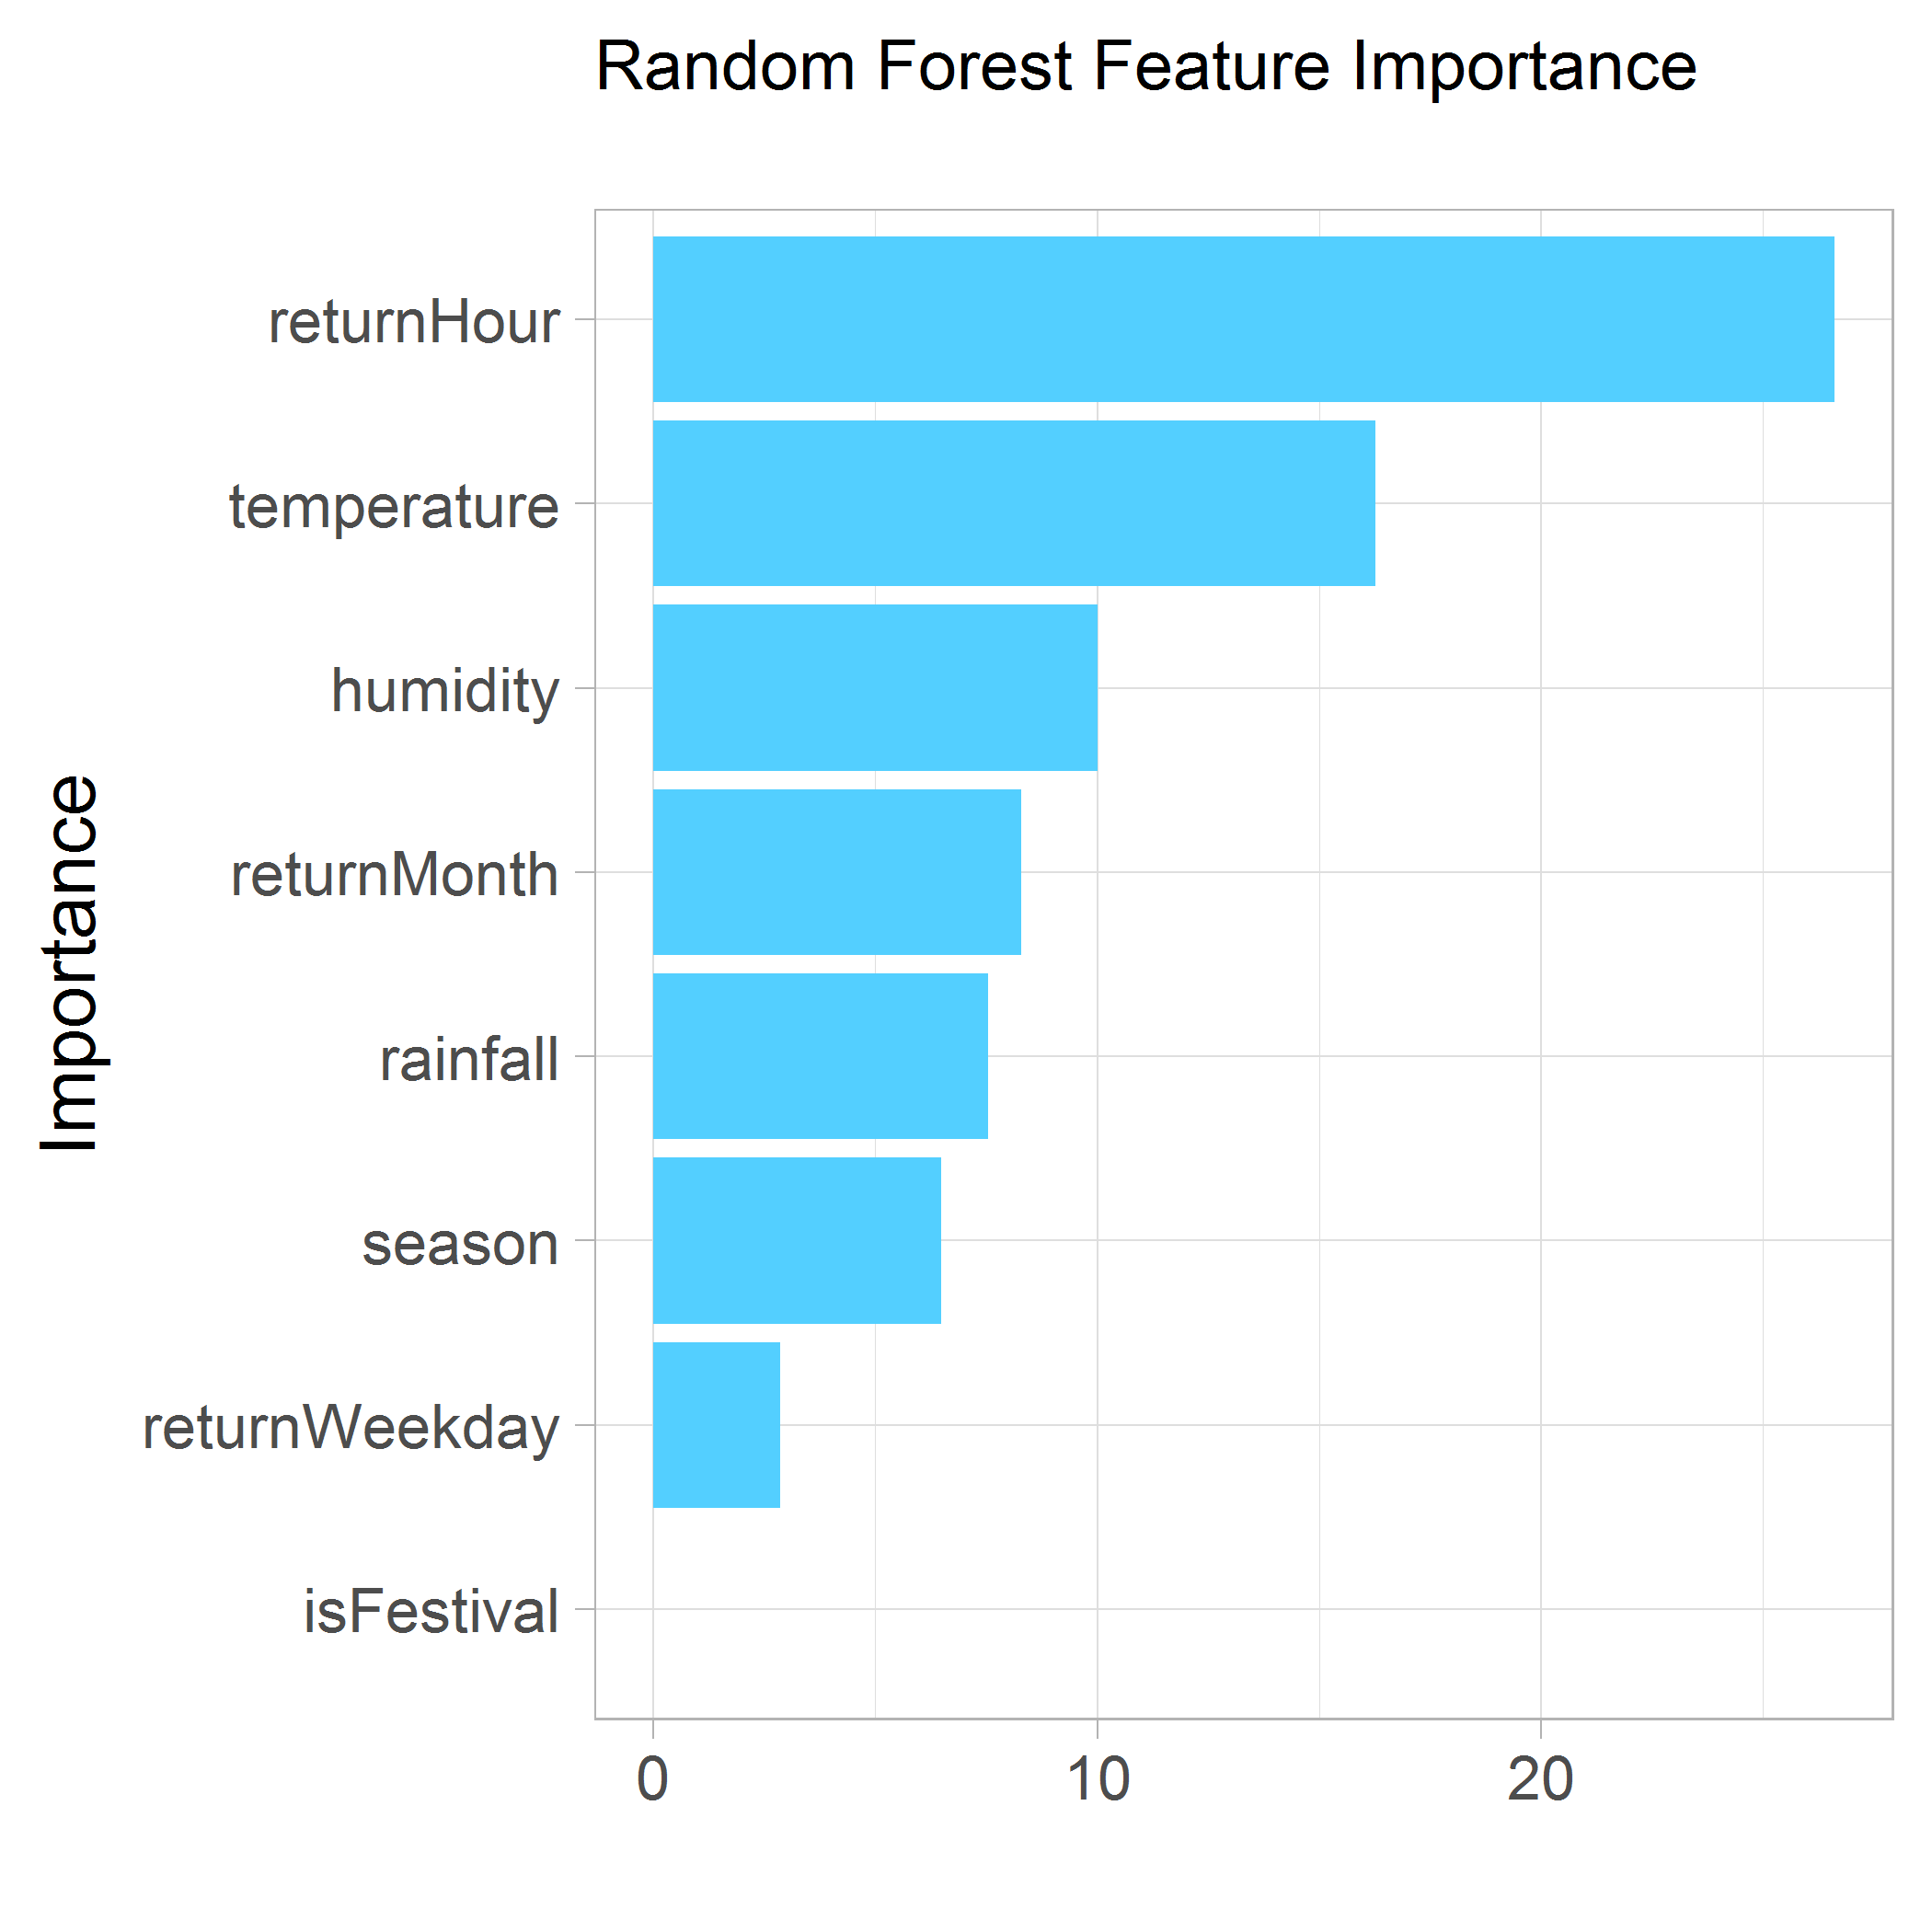 Random Forest Feature Importance
Importance
returnHour
temperature
humidity
returnMonth
rainfall
season
returnWeekday
isFestival
0 10 20